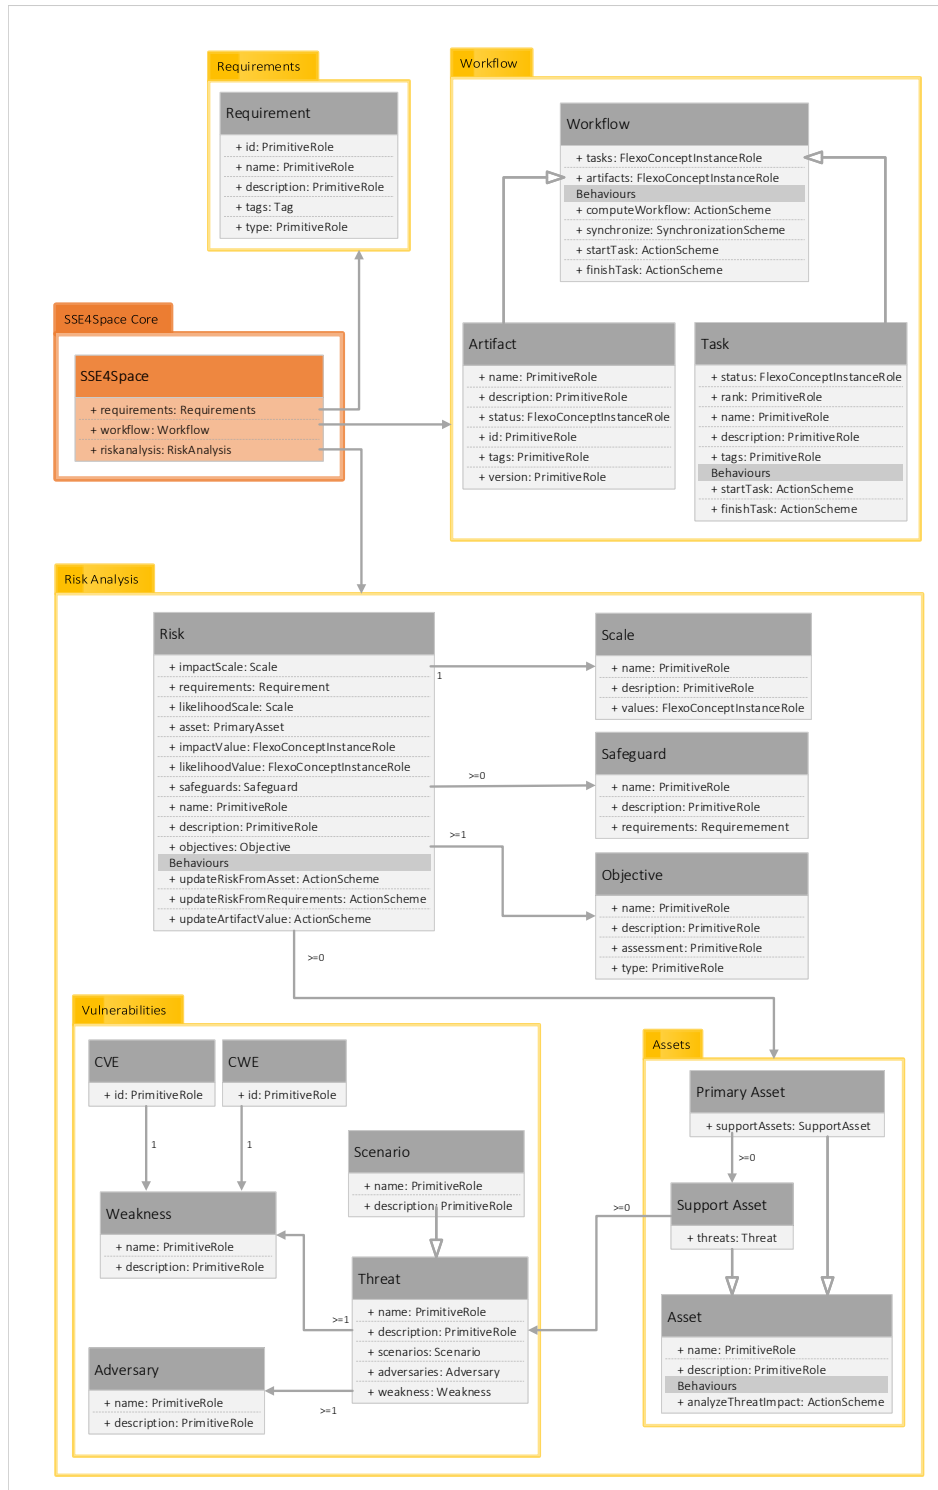 Requirements
Requirement
+ id: PrimitiveRole
+ name: PrimitiveRole
+ description: PrimitiveRole
+ tags: Tag
+ type: PrimitiveRole
Workflow
Workflow
+ tasks: FlexoConceptInstanceRole
+ artifacts: FlexoConceptInstanceRole
Behaviours
+ computeWorkflow: ActionScheme
+ synchronize: SynchronizationScheme
+ startTask: ActionScheme
+ finishTask: ActionScheme
SSE4Space Core
SSE4Space
+ requirements: Requirements
+ workflow: Workflow
+ riskanalysis: RiskAnalysis
Artifact
+ name: PrimitiveRole
+ description: PrimitiveRole
+ status: FlexoConceptInstanceRole
+ id: PrimitiveRole
+ tags: PrimitiveRole
+ version: PrimitiveRole
Task
+ status: FlexoConceptInstanceRole
+ rank: PrimitiveRole
+ name: PrimitiveRole
+ description: PrimitiveRole
+ tags: PrimitiveRole
Behaviours
+ startTask: ActionScheme
+ finishTask: ActionScheme
Risk Analysis
Risk
+ impactScale: Scale
+ requirements: Requirement
+ likelihoodScale: Scale
+ asset: PrimaryAsset
+ impactValue: FlexoConceptInstanceRole
+ likelihoodValue: FlexoConceptInstanceRole
+ safeguards: Safeguard
+ name: PrimitiveRole
+ description: PrimitiveRole
+ objectives: Objective
Behaviours
+ updateRiskFromAsset: ActionScheme
+ updateRiskFromRequirements: ActionScheme
+ updateArtifactValue: ActionScheme
1
>=0
>=1
>=0
Scale
+ name: PrimitiveRole
+ desription: PrimitiveRole
+ values: FlexoConceptInstanceRole
Safeguard
+ name: PrimitiveRole
+ description: PrimitiveRole
+ requirements: Requiremement
Objective
+ name: PrimitiveRole
+ description: PrimitiveRole
+ assessment: PrimitiveRole
+ type: PrimitiveRole
Vulnerabilities
CVE
+ id: PrimitiveRole
CWE
+ id: PrimitiveRole
1
1
Scenario
+ name: PrimitiveRole
+ description: PrimitiveRole
Weakness
+ name: PrimitiveRole
+ description: PrimitiveRole
Threat
+ name: PrimitiveRole
+ description: PrimitiveRole
+ scenarios: Scenario
+ adversaries: Adversary
+ weakness: Weakness
>=1
>=1
Adversary
+ name: PrimitiveRole
+ description: PrimitiveRole
Assets
Primary Asset
+ supportAssets: SupportAsset
>=0
>=0
Support Asset
+ threats: Threat
Asset
+ name: PrimitiveRole
+ description: PrimitiveRole
Behaviours
+ analyzeThreatImpact: ActionScheme